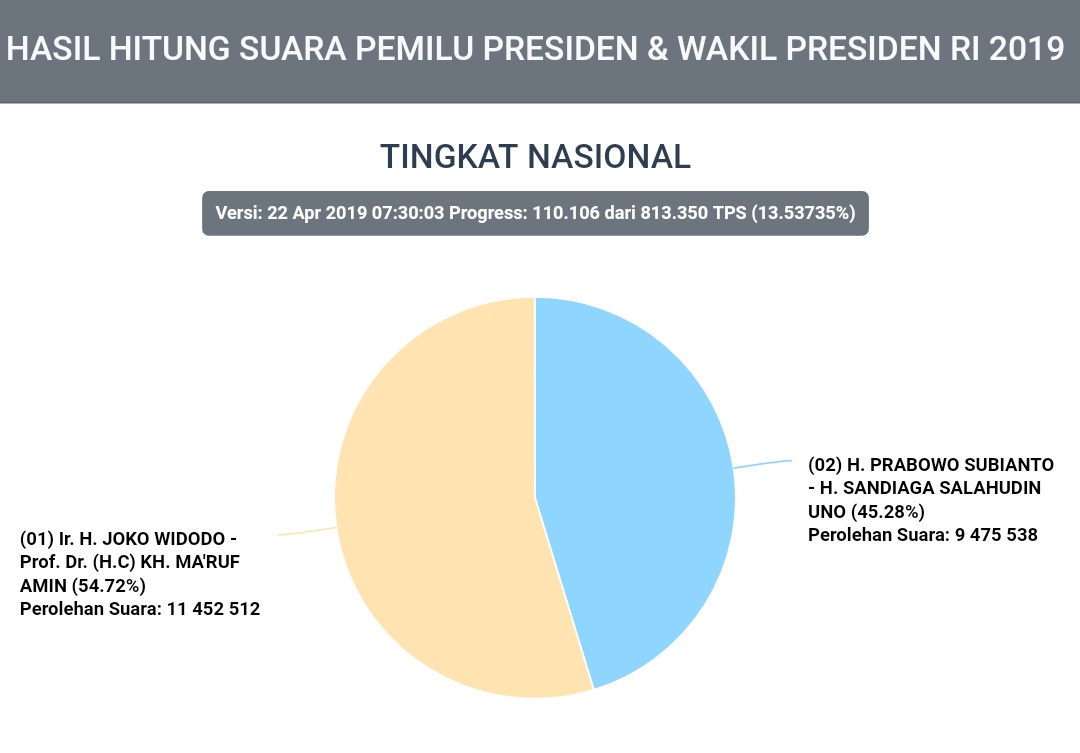 HASIL HITUNG SUARA PEMILU PRESIDEN & WAKIL PRESIDEN RI 2019
TINGKAT NASIONAL
Versi: 22 Apr 2019 07:30:03 Progress: 110.106 dari 813.350 TPS (13.53735%)
(02) H. PRABOWO SUBIANTO
- H. SANDIAGA SALAHUDIN
UNO (45.28%)
Perolehan Suara: 9 475 538
(01) Ir. H. JOKO WIDODO -
Prof. Dr. (H.C) KH. MA'RUF
AMIN (54.72%)
Perolehan Suara: 11 452 512